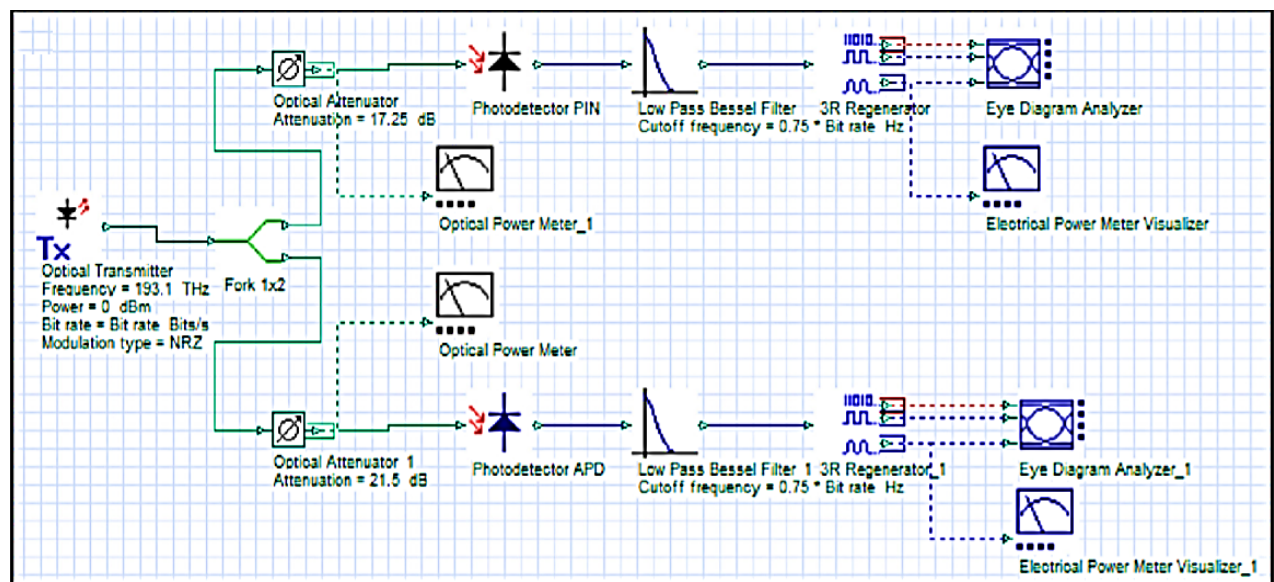 Optical Attenuator
Attenuation = 17.25 dB
Photodetector PIN
Low Pass Bessel Filter
Cutoff frequency = 0.75 * Bit rate Hz
11010
3R Regenerator
Eye Diagram Analyzer
Optical Power Meter_1
Electrical Power Meter Visualizer
Tx
Optical Transmitter
Frequency = 193.1 THz
Power = 0 dBm
Bit rate = Bit rate Bits/s
Modulation type = NRZ
Fork 1x2
Optical Power Meter
Optical Attenuator 1
Attenuation = 21.5 dB
Photodetector APD
Low Pass Bessel Filter_1
Cutoff frequency = 0.75 * Bit rate Hz
11010
3R Regenerator_1
Eye Diagram Analyzer_1
Electrical Power Meter Visualizer_1